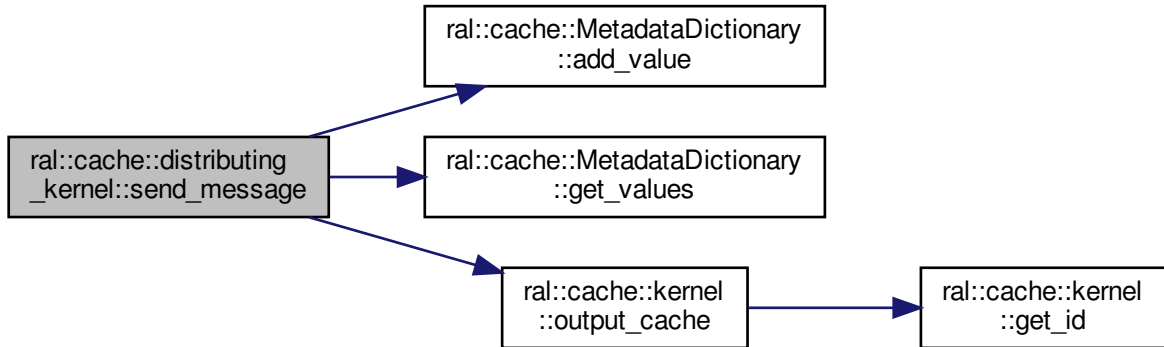 ral::cache::MetadataDictionary
::add_value
ral::cache::distributing
_kernel::send_message
ral::cache::MetadataDictionary
::get_values
ral::cache::kernel
::output_cache
ral::cache::kernel
::get_id